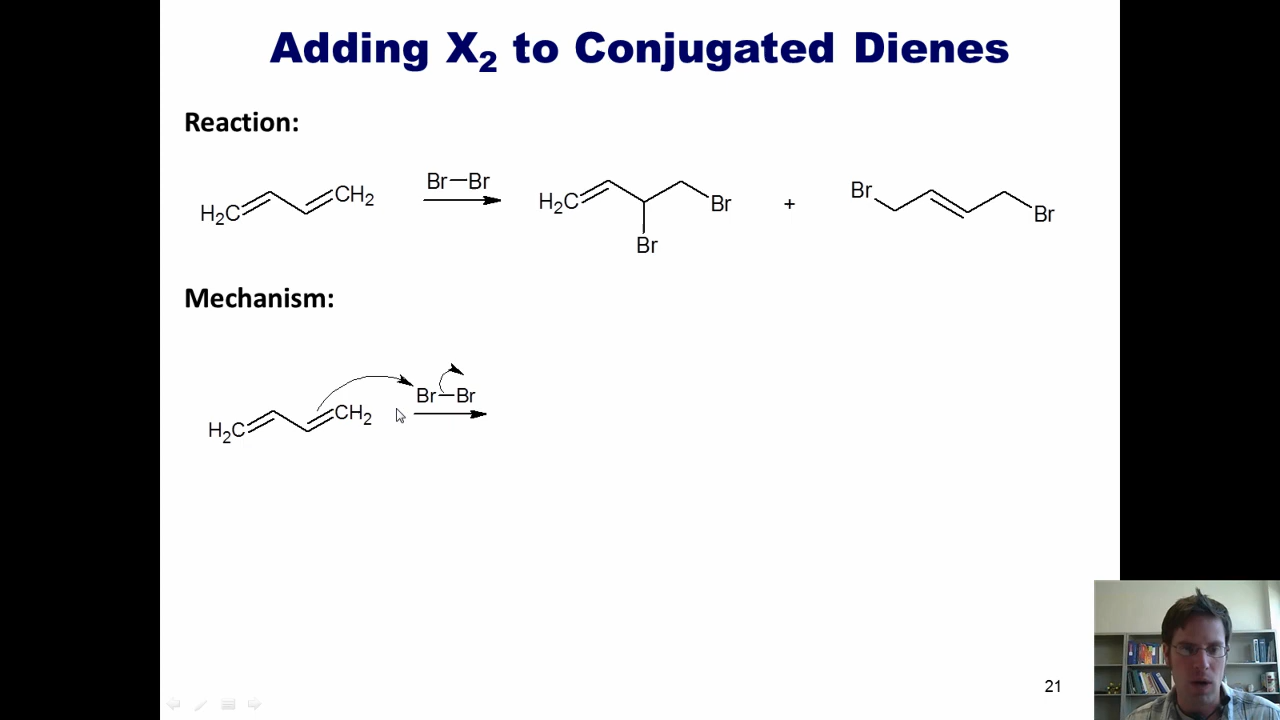 Adding X₂ to Conjugated Dienes
Reaction:
H₂C CH₂ Br—Br H₂C Br Br + Br Br
Mechanism:
H₂C CH₂ Br—Br
21